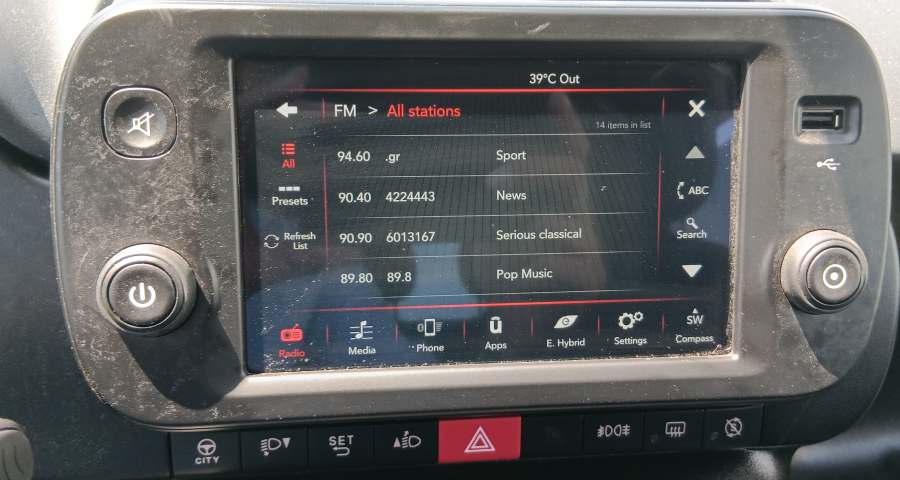 39°C Out
FM > All stations
14 items in list
All
94.60 .gr Sport
ABC
Presets
90.40 4224443 News
Refresh
List
90.90 6013167 Serious classical
Search
89.80 89.8 Pop Music
Radio
Media
Phone
Apps
E. Hybrid
Settings
SW
Compass
CITY
SET